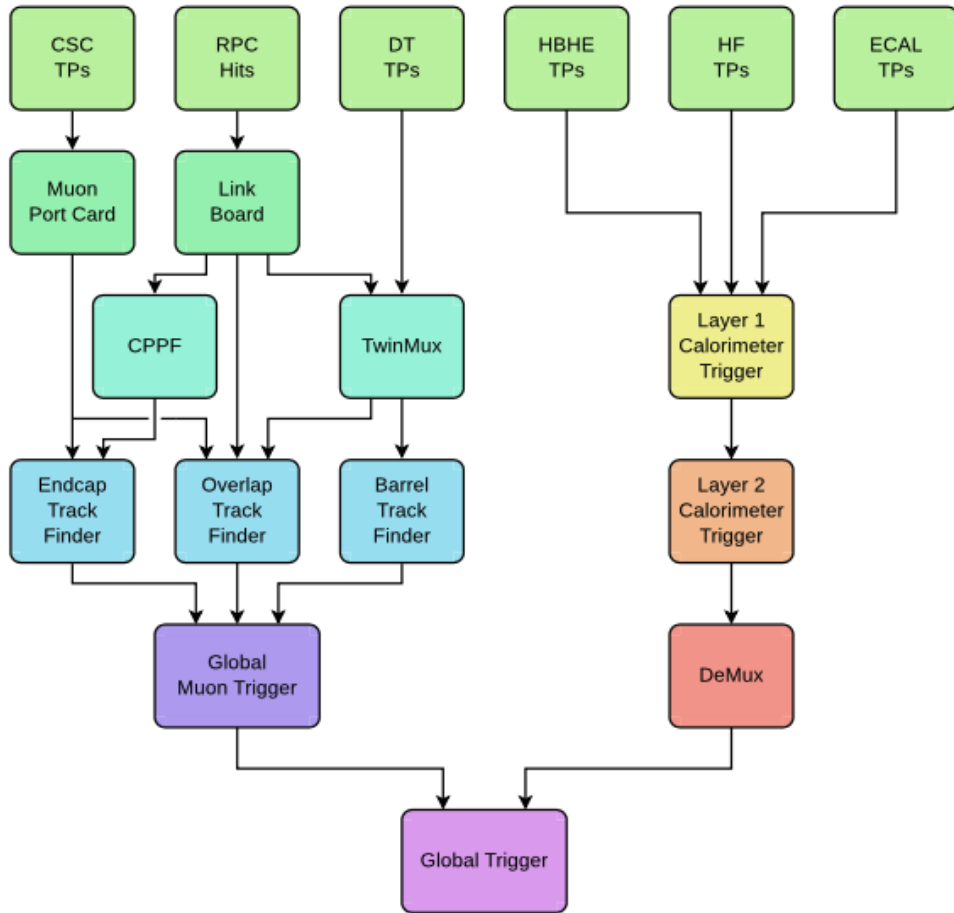 CSC
TPs
RPC
Hits
DT
TPs
HBHE
TPs
HF
TPs
ECAL
TPs
Muon
Port Card
Link
Board
CPPF
TwinMux
Layer 1
Calorimeter
Trigger
Endcap
Track
Finder
Overlap
Track
Finder
Barrel
Track
Finder
Layer 2
Calorimeter
Trigger
Global
Muon Trigger
DeMux
Global Trigger